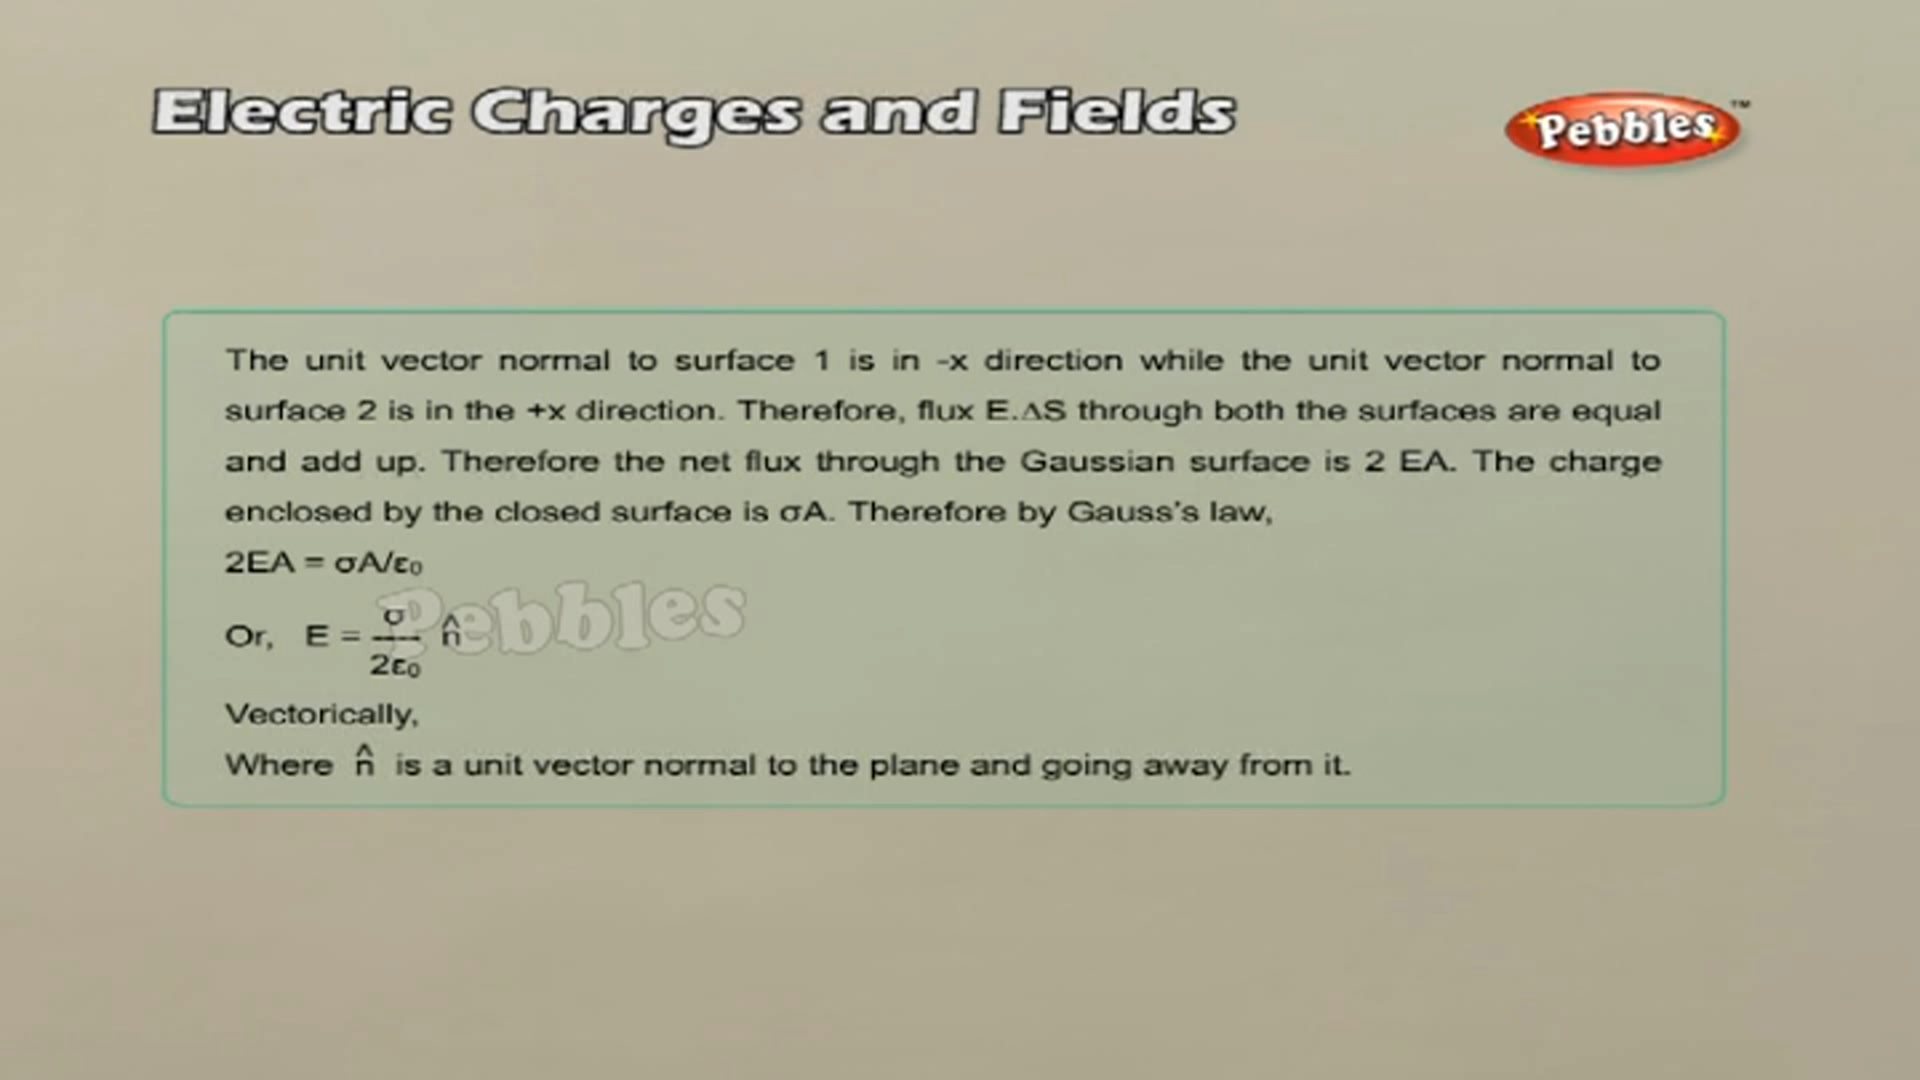 Electric Charges and Fields
Pebbles™
The unit vector normal to surface 1 is in -x direction while the unit vector normal to
surface 2 is in the +x direction. Therefore, flux E.∆S through both the surfaces are equal
and add up. Therefore the net flux through the Gaussian surface is 2 EA. The charge
enclosed by the closed surface is σA. Therefore by Gauss's law,
2EA = σA/ε₀
Pebbles
Or, E = σ/2ε₀ n̂
Vectorically,
Where n̂ is a unit vector normal to the plane and going away from it.